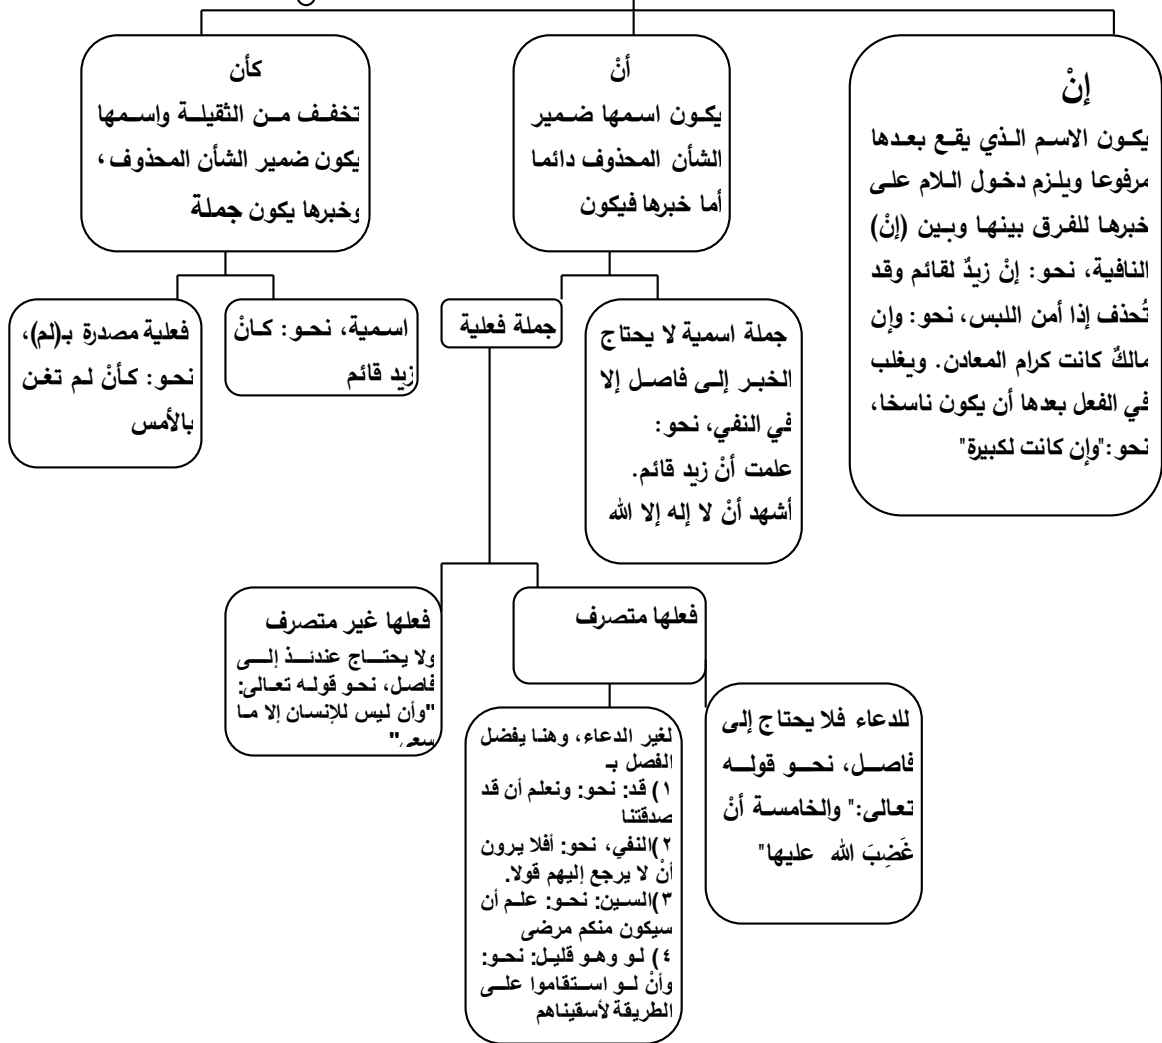 إنْ
يكون الاسم الذي يقع بعدها
مرفوعا ويلزم دخول اللام على
خبرها للفرق بينها وبين (إنْ)
النافية، نحو: إنْ زيدٌ لقائم وقد
تُحذف إذا أمن اللبس، نحو: وإن
مالكٌ كانت كرام المعادن. ويغلب
في الفعل بعدها أن يكون ناسخا،
نحو:"وإن كانت لكبيرة"
أنْ
يكون اسمها ضمير
الشأن المحذوف دائما
أما خبرها فيكون
كأن
تخفف من الثقيلة واسمها
يكون ضمير الشأن المحذوف،
وخبرها يكون جملة
جملة اسمية لا يحتاج
الخبر إلى فاصل إلا
في النفي، نحو:
علمت أنْ زيد قائم.
أشهد أنْ لا إله إلا الله
جملة فعلية
اسمية، نحو: كانْ
زيد قائم
فعلية مصدرة بـ(لم)،
نحو: كأنْ لم تغن
بالأمس
فعلها متصرف
فعلها غير متصرف
ولا يحتاج عندئذ إلى
فاصل، نحو قوله تعالى:
"وأن ليس للإنسان إلا ما
سعى"
للدعاء فلا يحتاج إلى
فاصل، نحو قوله
تعالى:" والخامسة أنْ
غَضِبَ الله عليها"
لغير الدعاء، وهنا يفضل
الفصل بـ
١) قد: نحو: ونعلم أن قد
صدقتنا
٢)النفي، نحو: أفلا يرون
أنْ لا يرجع إليهم قولا.
٣)السين: نحو: علم أن
سيكون منكم مرضى
٤) لو وهو قليل: نحو:
وأنْ لو استقاموا على
الطريقة لأسقيناهم